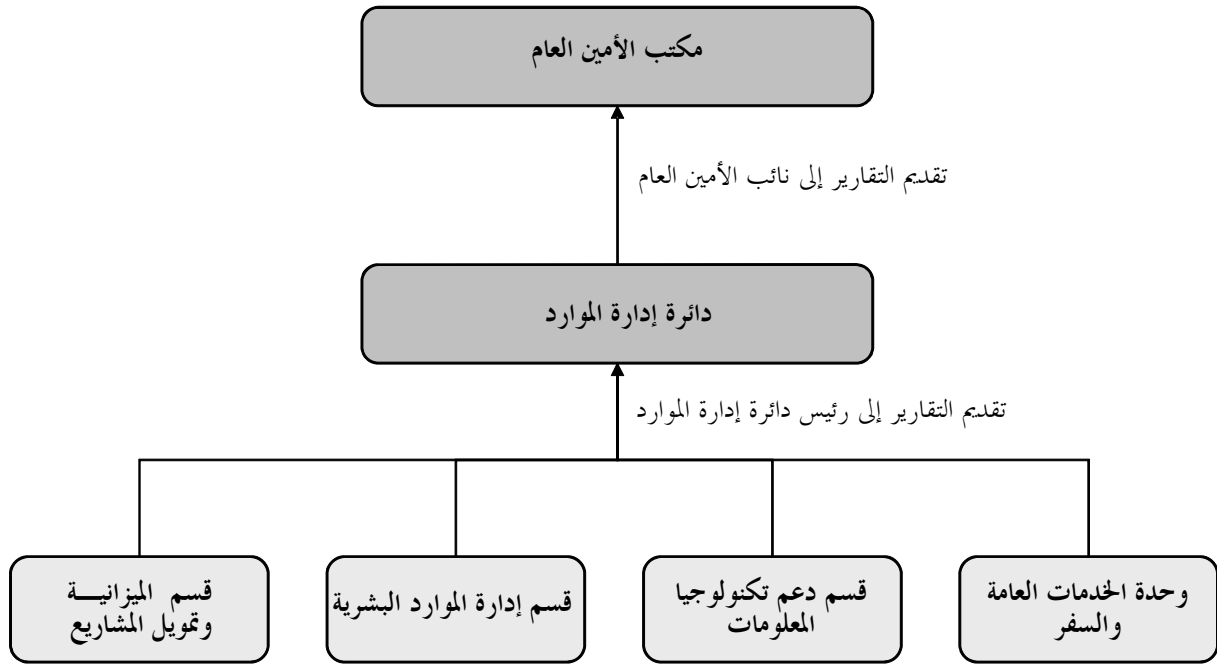 مكتب الأمين العام
تقديم التقارير إلى نائب الأمين العام
دائرة إدارة الموارد
تقديم التقارير إلى رئيس دائرة إدارة الموارد
وحدة الخدمات العامة
والسفر
قسم دعم تكنولوجيا
المعلومات
قسم إدارة الموارد البشرية
قسم الميزانيـــة
وتمويل المشاريع